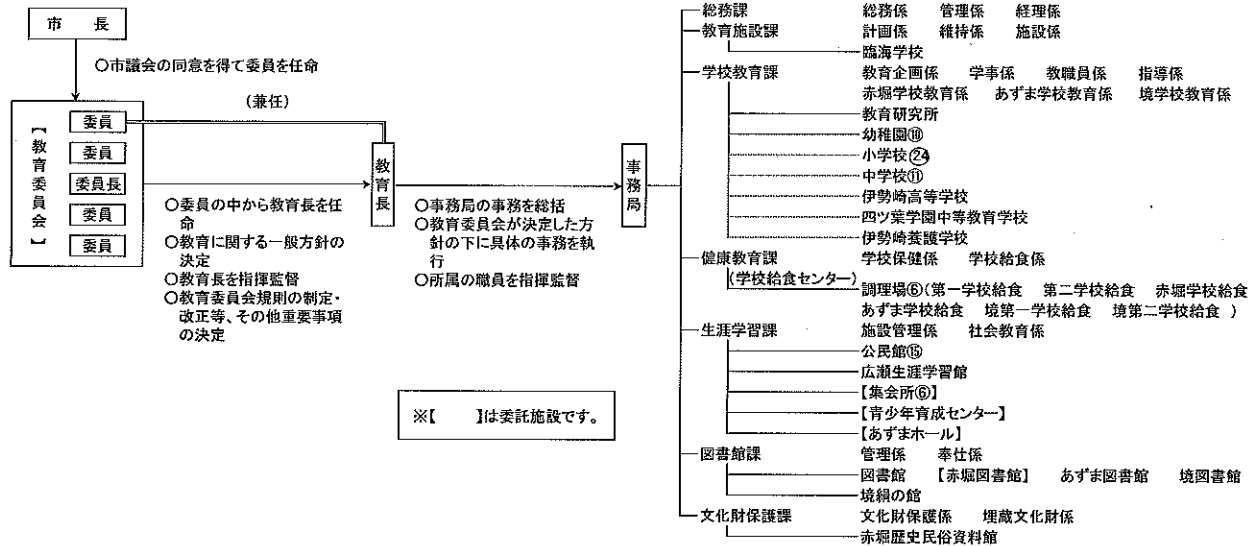 市 長
○市議会の同意を得て委員を任命
(兼任)
【教育委員会】
委員
委員
委員長
委員
委員
○委員の中から教育長を任
命
○教育に関する一般方針の
決定
○教育長を指揮監督
○教育委員会規則の制定・
改正等、その他重要事項
の決定
教育長
○事務局の事務を総括
○教育委員会が決定した方
針の下に具体の事務を執
行
○所属の職員を指揮監督
事務局
※【 】は委託施設です。
総務課 総務係 管理係 経理係
教育施設課 計画係 維持係 施設係
臨海学校
学校教育課 教育企画係 学事係 教職員係 指導係
赤堀学校教育係 あずま学校教育係 境学校教育係
教育研究所
幼稚園⑩
小学校㉔
中学校⑪
伊勢崎高等学校
四ツ葉学園中等教育学校
伊勢崎養護学校
健康教育課 学校保健係 学校給食係
(学校給食センター)
調理場⑥(第一学校給食 第二学校給食 赤堀学校給食
あずま学校給食 境第一学校給食 境第二学校給食 )
生涯学習課 施設管理係 社会教育係
公民館⑮
広瀬生涯学習館
【集会所⑥】
【青少年育成センター】
【あずまホール】
図書館課 管理係 奉仕係
図書館 【赤堀図書館】 あずま図書館 境図書館
境絹の館
文化財保護課 文化財保護係 埋蔵文化財係
赤堀歴史民俗資料館